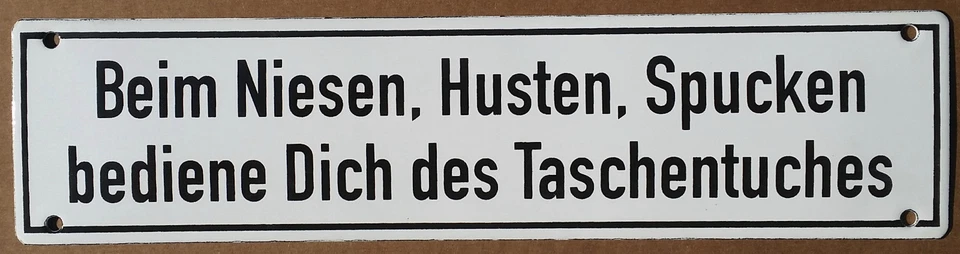 Beim Niesen, Husten, Spucken
bediene Dich des Taschentuches